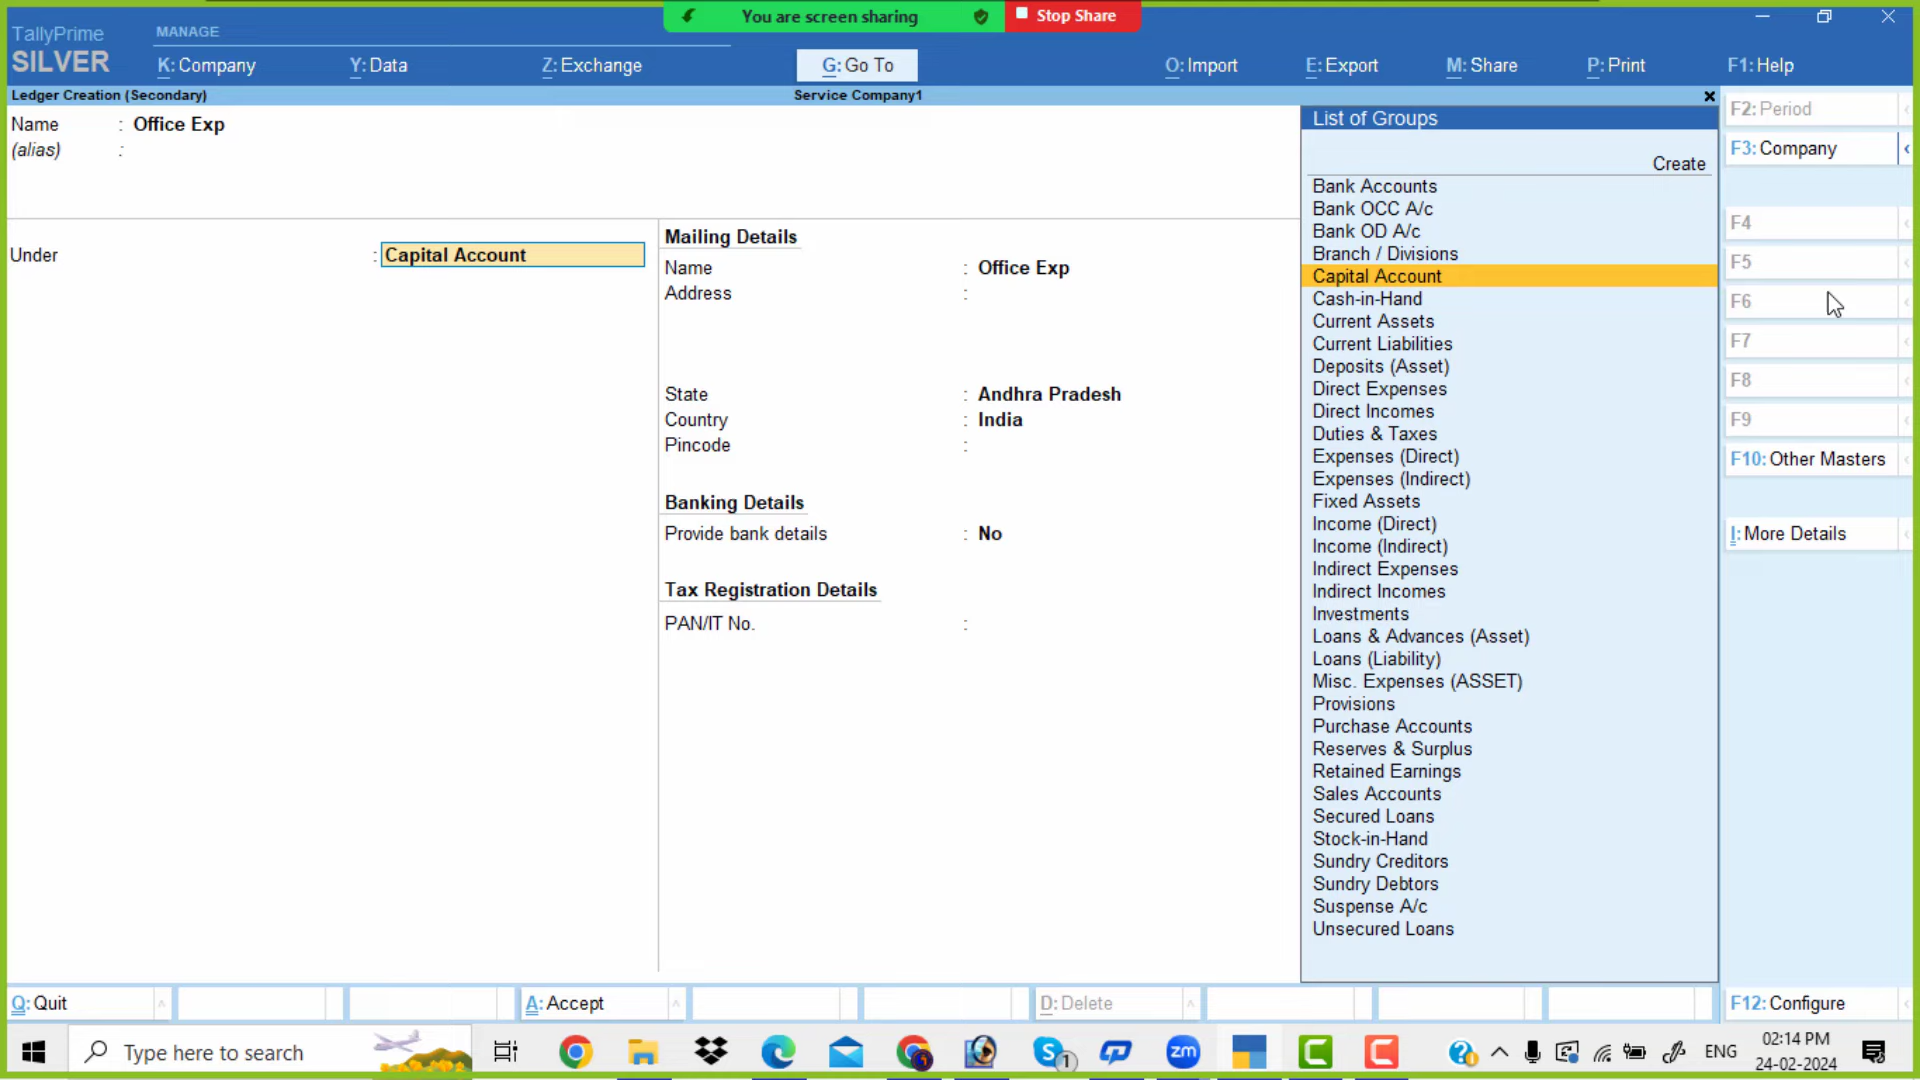 You are screen sharing
Stop Share
TallyPrime
SILVER
MANAGE
K: Company
Y: Data
Z: Exchange
G: Go To
O: Import
E: Export
M: Share
P: Print
F1: Help
Ledger Creation (Secondary)
Service Company1
Name : Office Exp
(alias) :
Under : Capital Account
Mailing Details
Name : Office Exp
Address :
State : Andhra Pradesh
Country : India
Pincode :
Banking Details
Provide bank details : No
Tax Registration Details
PAN/IT No. :
List of Groups
Create
Bank Accounts
Bank OCC A/c
Bank OD A/c
Branch / Divisions
Capital Account
Cash-in-Hand
Current Assets
Current Liabilities
Deposits (Asset)
Direct Expenses
Direct Incomes
Duties & Taxes
Expenses (Direct)
Expenses (Indirect)
Fixed Assets
Income (Direct)
Income (Indirect)
Indirect Expenses
Indirect Incomes
Investments
Loans & Advances (Asset)
Loans (Liability)
Misc. Expenses (ASSET)
Provisions
Purchase Accounts
Reserves & Surplus
Retained Earnings
Sales Accounts
Secured Loans
Stock-in-Hand
Sundry Creditors
Sundry Debtors
Suspense A/c
Unsecured Loans
F2: Period
F3: Company
F4
F5
F6
F7
F8
F9
F10: Other Masters
I: More Details
F12: Configure
Q: Quit
A: Accept
D: Delete
Type here to search
zm
1
ENG
02:14 PM
24-02-2024